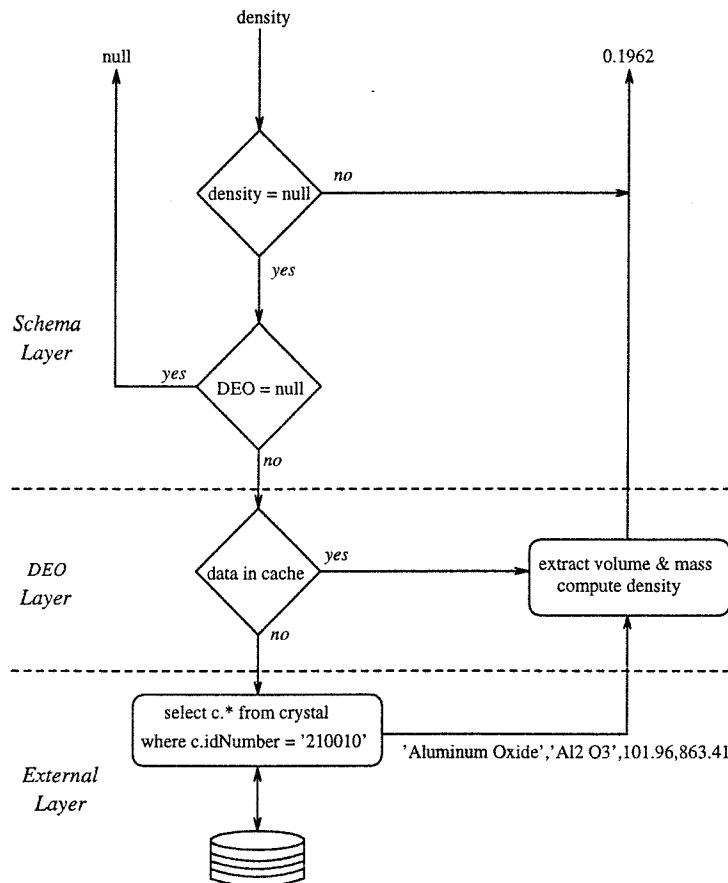 density
null
0.1962
density = null
no
yes
Schema
Layer
yes
DEO = null
no
DEO
Layer
data in cache
yes
extract volume & mass
compute density
no
select c.* from crystal
where c.idNumber = '210010'
'Aluminum Oxide','Al2 O3',101.96,863.41
External
Layer